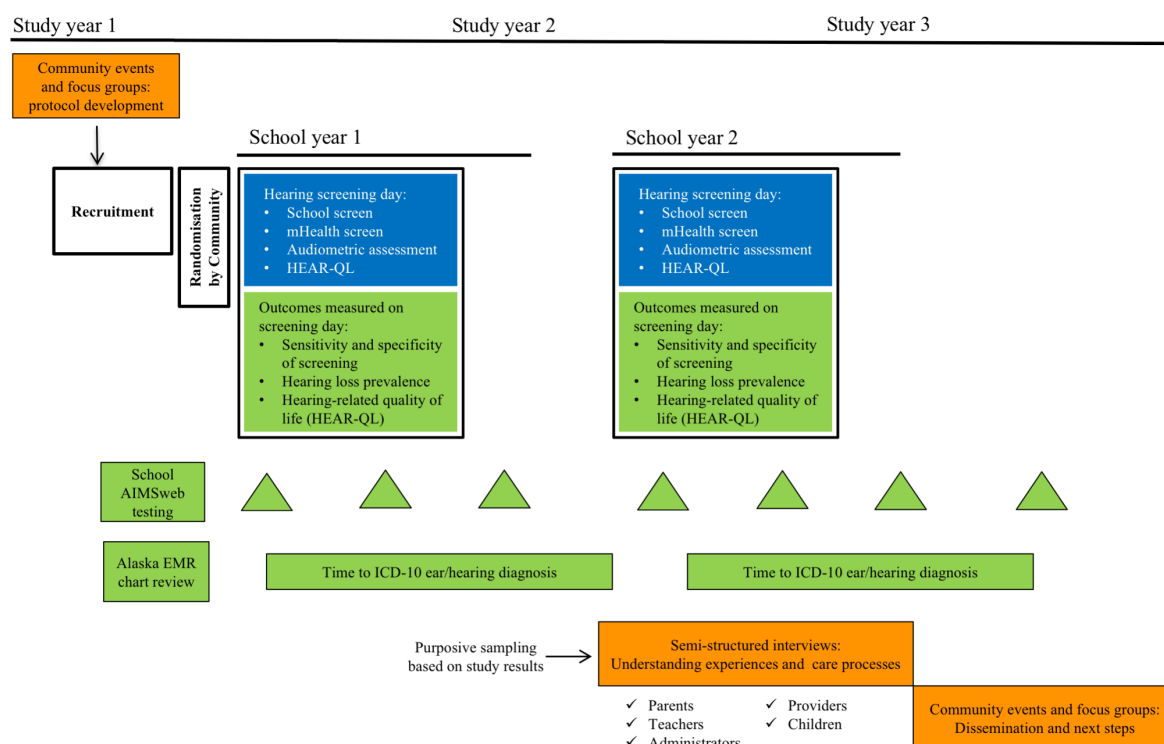 Study year 1
Study year 2
Study year 3
Community events
and focus groups:
protocol development
School year 1
School year 2
Recruitment
Randomisation
by Community
Hearing screening day:
• School screen
• mHealth screen
• Audiometric assessment
• HEAR-QL
Outcomes measured on
screening day:
• Sensitivity and specificity
of screening
• Hearing loss prevalence
• Hearing-related quality of
life (HEAR-QL)
Hearing screening day:
• School screen
• mHealth screen
• Audiometric assessment
• HEAR-QL
Outcomes measured on
screening day:
• Sensitivity and specificity
of screening
• Hearing loss prevalence
• Hearing-related quality of
life (HEAR-QL)
School
AIMSweb
testing
Alaska EMR
chart review
Time to ICD-10 ear/hearing diagnosis
Time to ICD-10 ear/hearing diagnosis
Purposive sampling
based on study results
Semi-structured interviews:
Understanding experiences and care processes
✓ Parents
✓ Teachers
✓ Administrators
✓ Providers
✓ Children
Community events and focus groups:
Dissemination and next steps